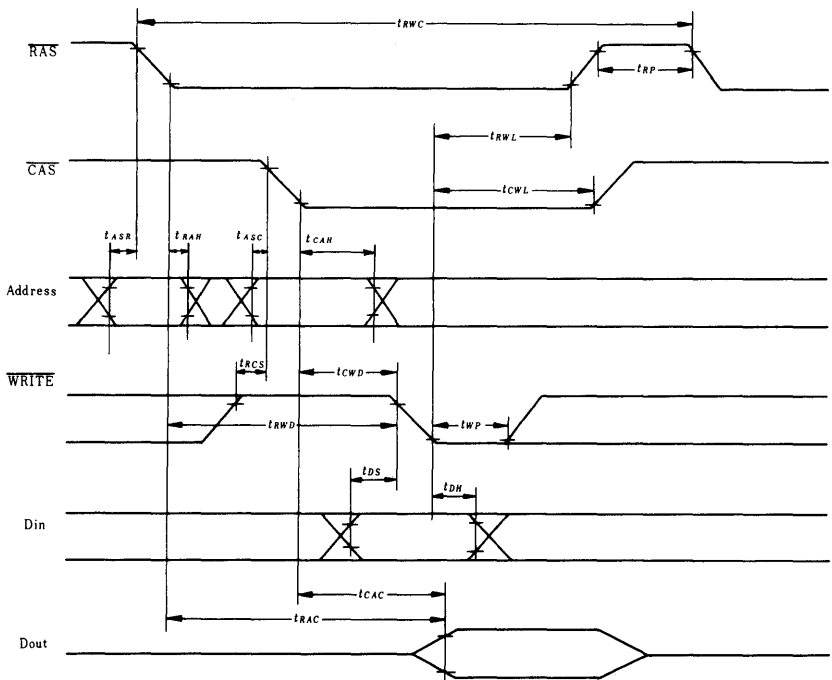 tRWC
RAS
tRP
tRWL
CAS
tCWL
tASR
tRAH
tASC
tCAH
Address
WRITE
tRCS
tCWD
tRWD
tWP
tDS
tDH
Din
tCAC
tRAC
Dout